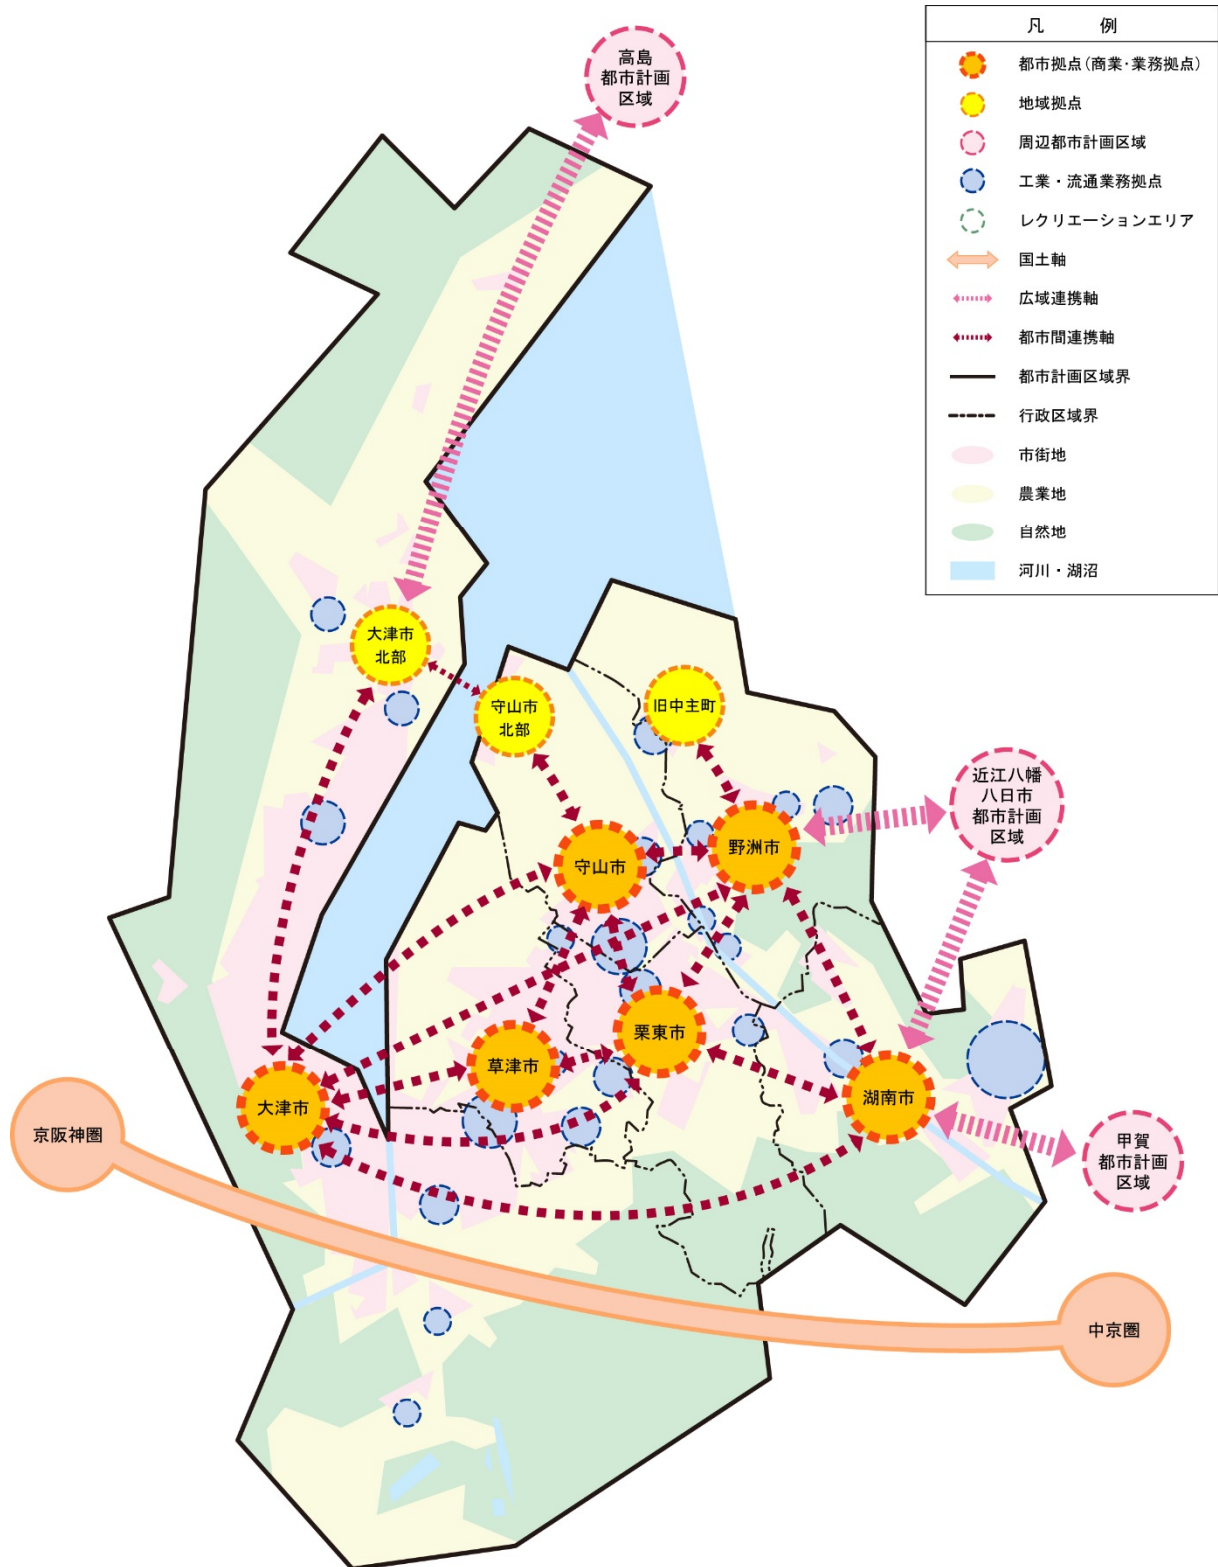 凡例
都市拠点(商業・業務拠点)
地域拠点
周辺都市計画区域
工業・流通業務拠点
レクリエーションエリア
国土軸
広域連携軸
都市間連携軸
都市計画区域界
行政区域界
市街地
農業地
自然地
河川・湖沼
高島
都市計画
区域
大津市
北部
守山市
北部
旧中主町
近江八幡
八日市
都市計画
区域
守山市
野洲市
栗東市
草津市
大津市
湖南市
京阪神圏
甲賀
都市計画
区域
中京圏